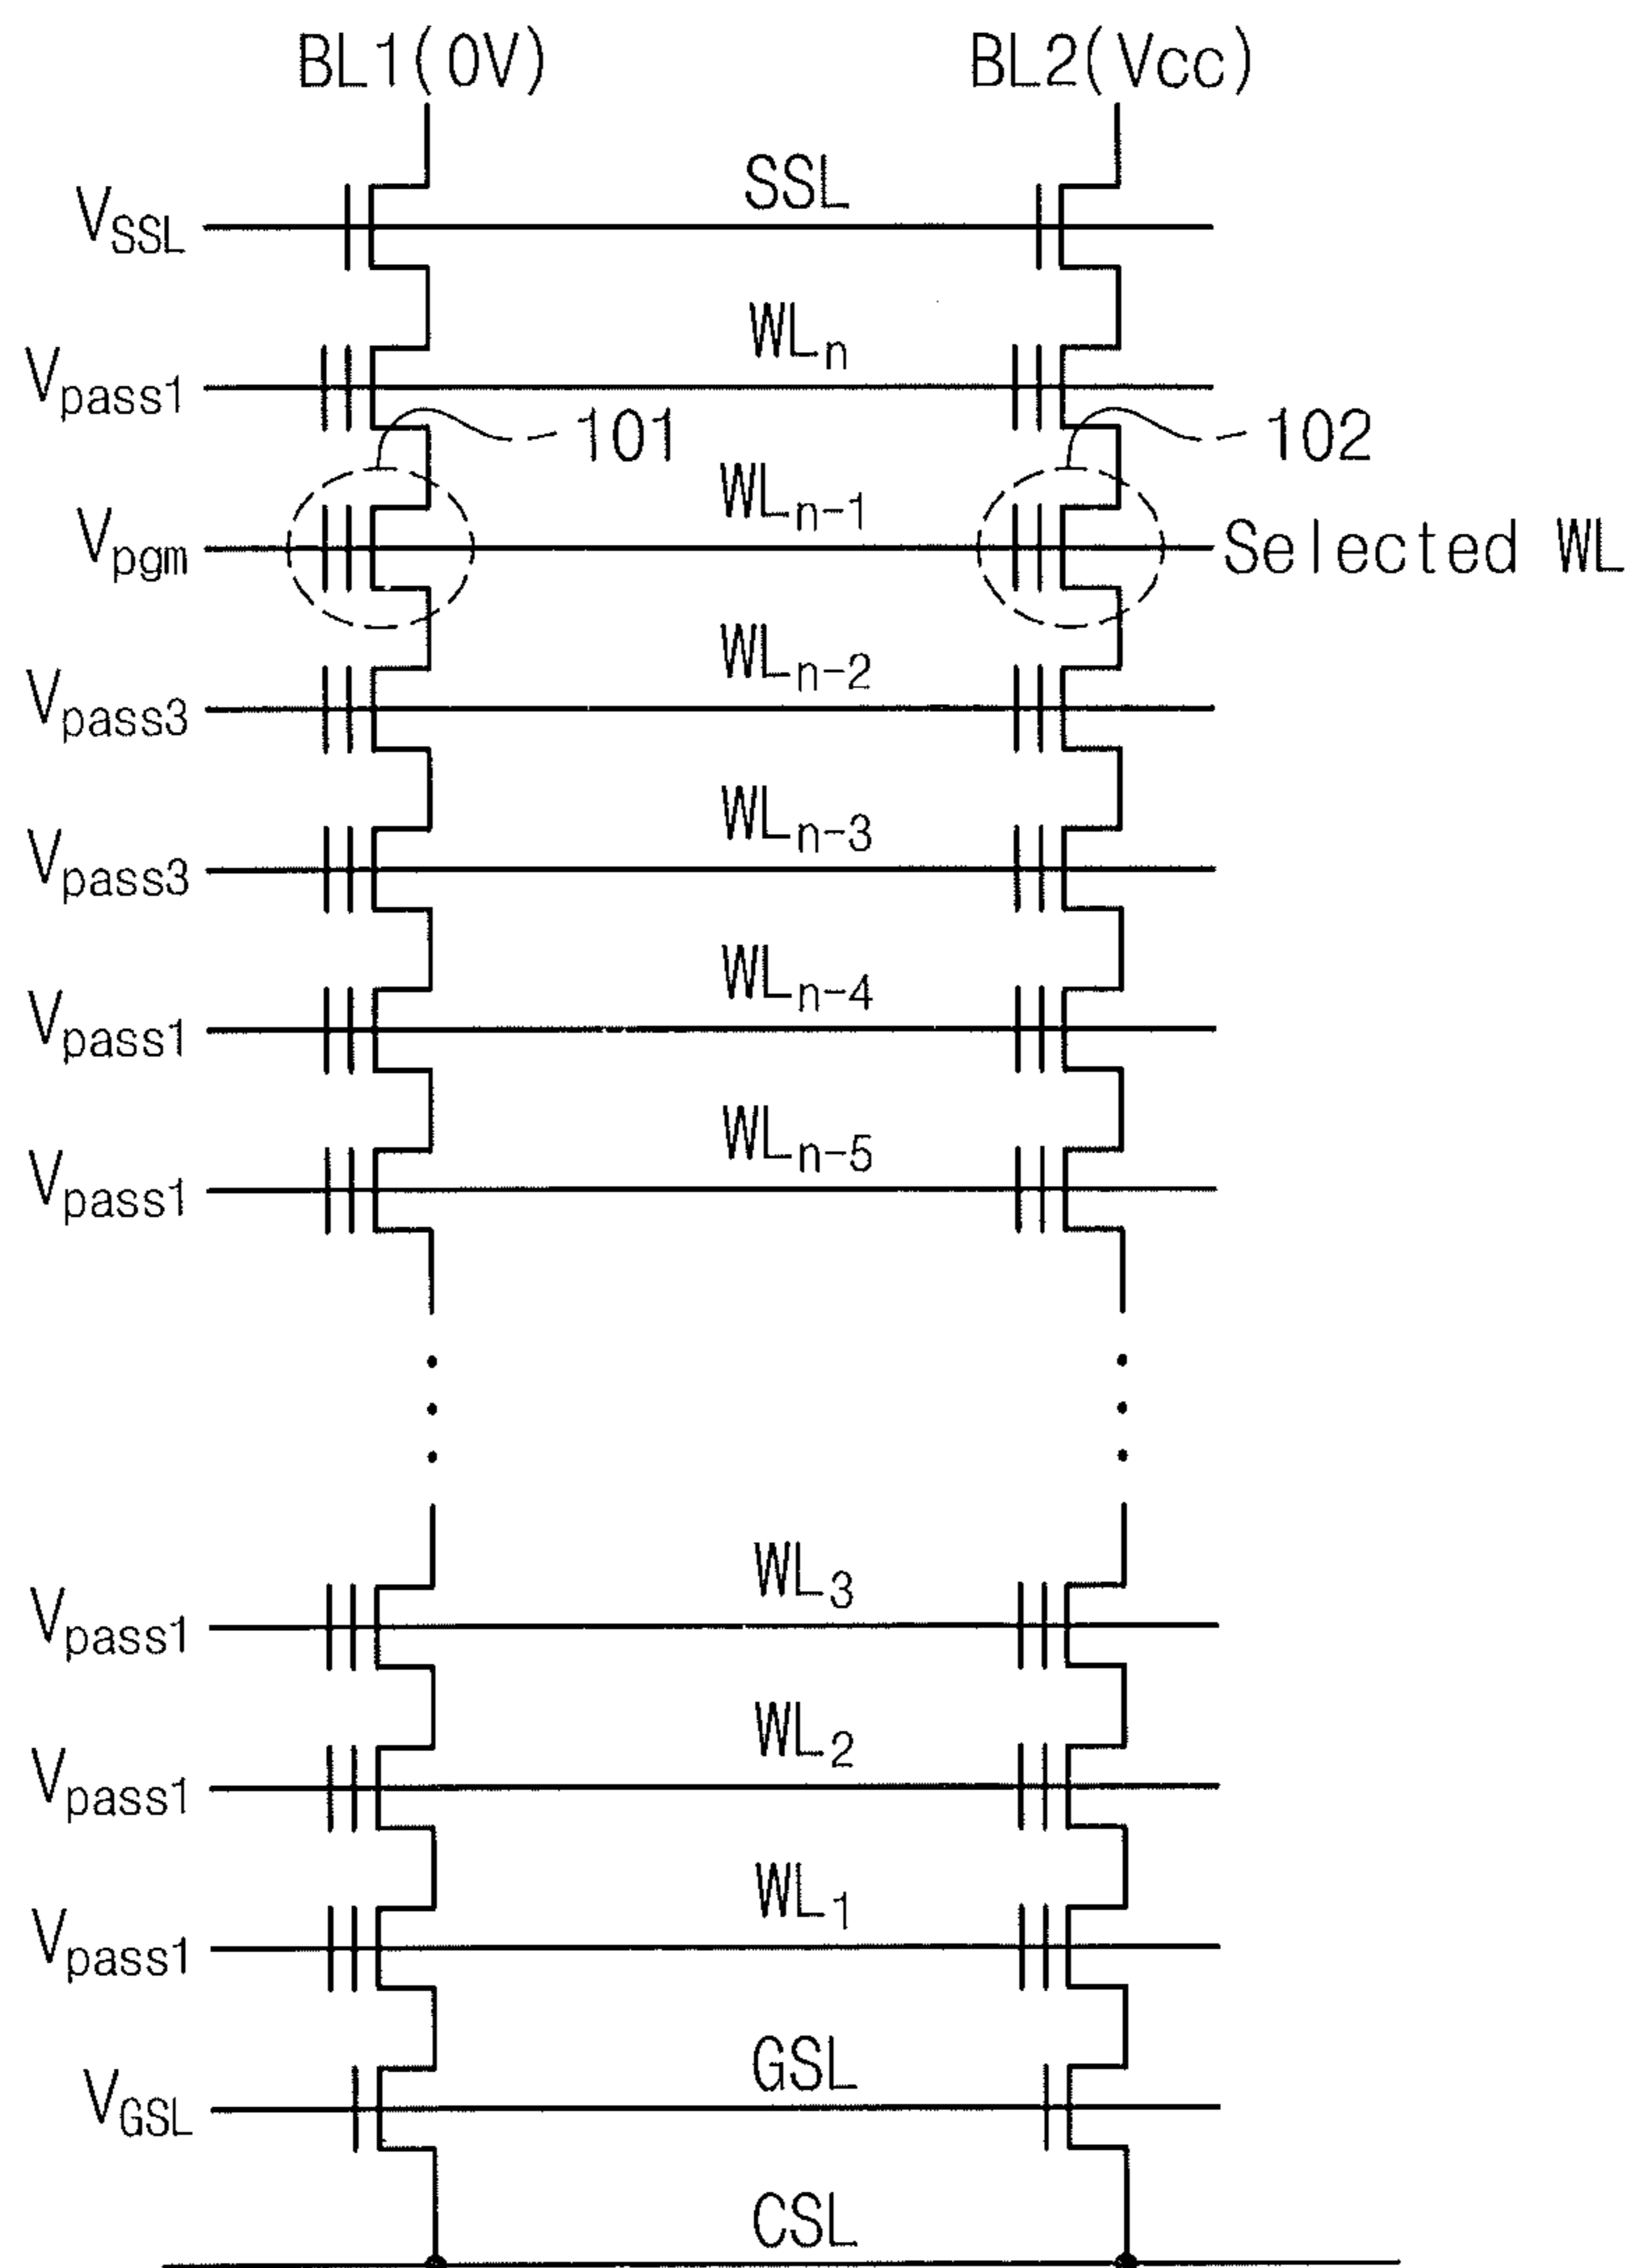 BL1(0V) BL2(Vcc)
VSSL SSL
Vpass1 WLn
101 102
Vpgm WLn-1 Selected WL
Vpass3 WLn-2
Vpass3 WLn-3
Vpass1 WLn-4
Vpass1 WLn-5
Vpass1 WL3
Vpass1 WL2
Vpass1 WL1
VGSL GSL
CSL